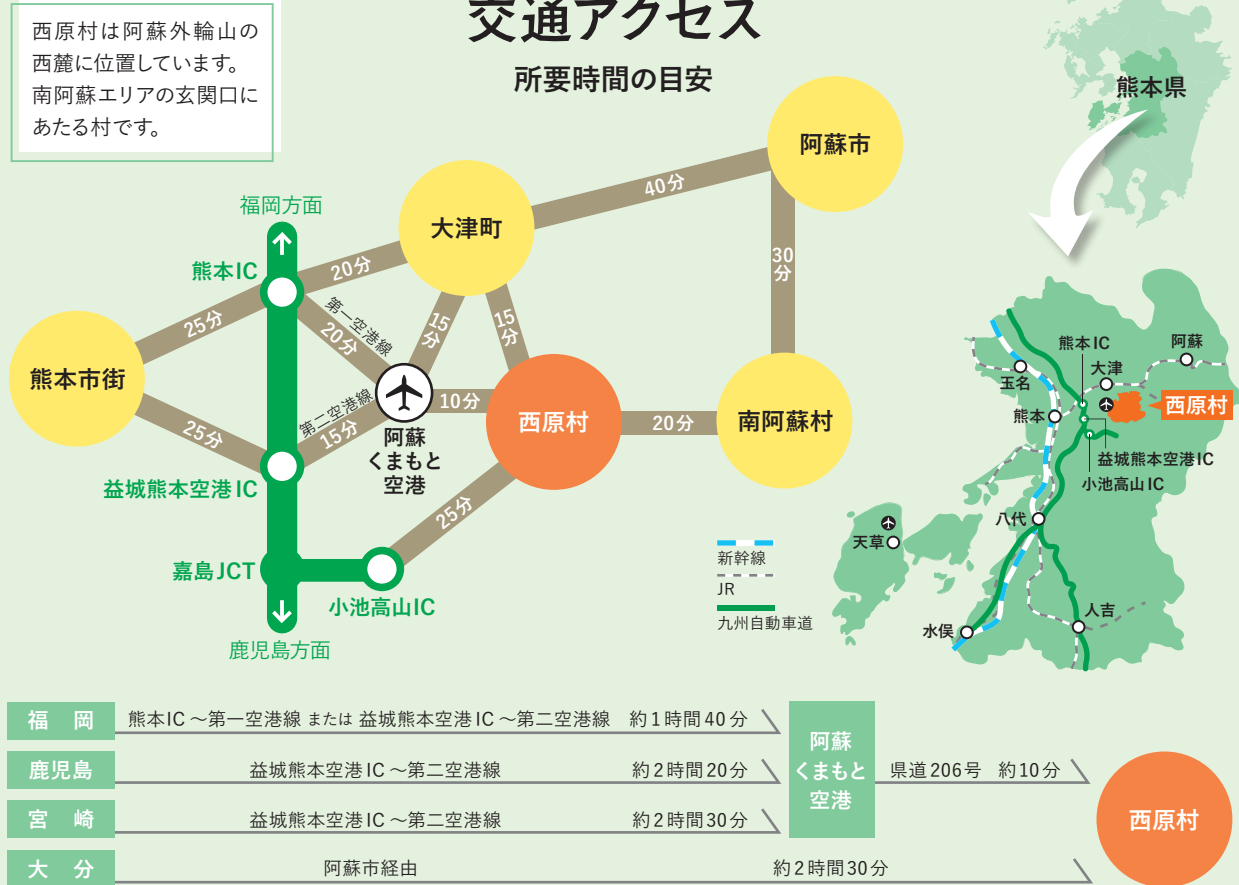 交通アクセス
所要時間の目安
西原村は阿蘇外輪山の
西麓に位置しています。
南阿蘇エリアの玄関口に
あたる村です。
熊本県
阿蘇市
40分
大津町
福岡方面
熊本IC
20分
30
分
25分
第一空港線
20分
15
分
15
分
熊本市街
10分
西原村
20分
南阿蘇村
第二空港線
15分
25分
阿蘇
くまもと
空港
益城熊本空港IC
25分
嘉島JCT
小池高山IC
鹿児島方面
新幹線
JR
九州自動車道
熊本IC
阿蘇
大津
玉名
西原村
熊本
益城熊本空港IC
小池高山IC
八代
天草
人吉
水俣
福岡 熊本IC～第一空港線 または 益城熊本空港IC～第二空港線 約1時間40分
鹿児島 益城熊本空港IC～第二空港線 約2時間20分
宮崎 益城熊本空港IC～第二空港線 約2時間30分
阿蘇
くまもと
空港
県道206号 約10分
西原村
大分 阿蘇市経由 約2時間30分